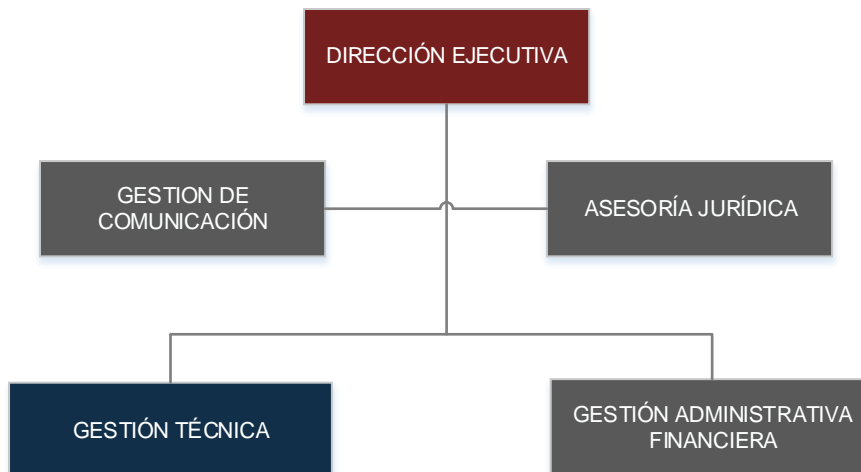 DIRECCIÓN EJECUTIVA
GESTION DE
COMUNICACIÓN
ASESORÍA JURÍDICA
GESTIÓN TÉCNICA
GESTIÓN ADMINISTRATIVA
FINANCIERA